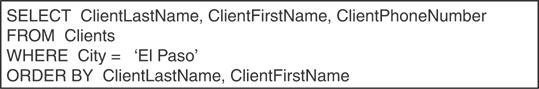 SELECT ClientLastName, ClientFirstName, ClientPhoneNumber
FROM Clients
WHERE City = ‘El Paso’
ORDER BY ClientLastName, ClientFirstName